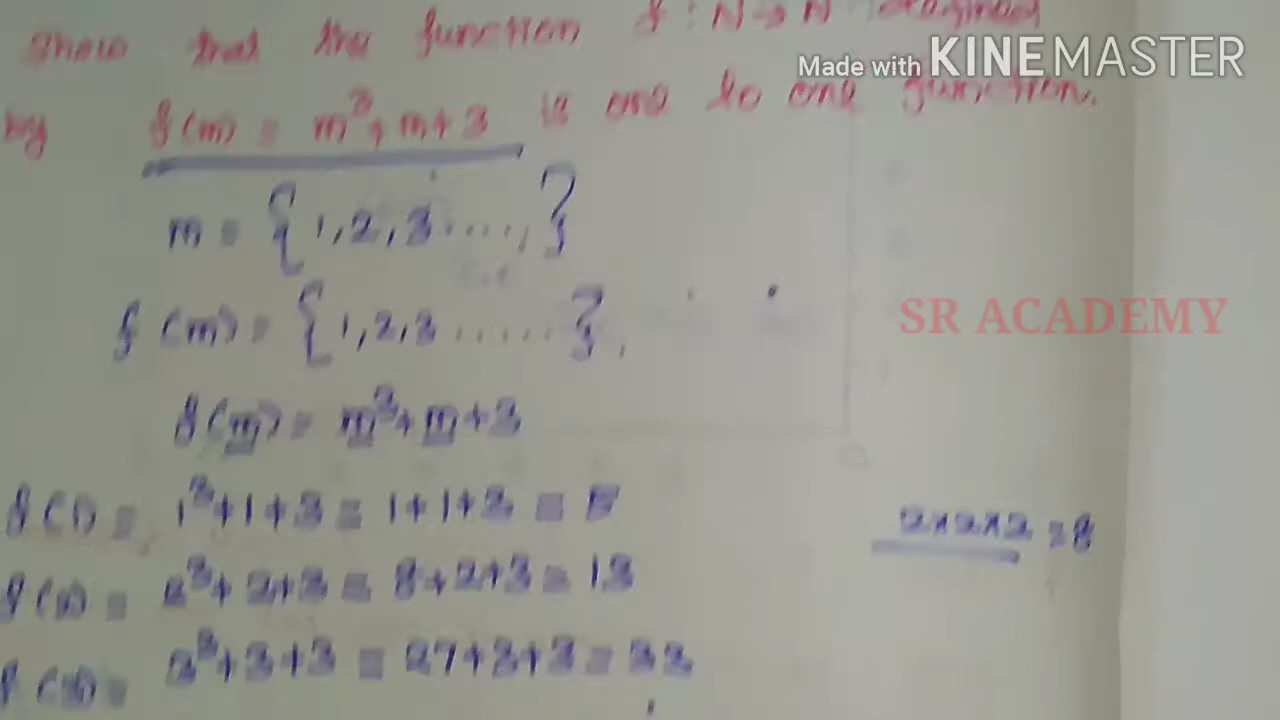 Show that the function f : N → N defined
Made with KINEMASTER
by f(m) = m³ + m + 3 is one to one function.
m = { 1, 2, 3 ....., }
SR ACADEMY
f (m) = { 1, 2, 3 ...... } ,
f(m) = m³ + m + 3
f(1) = 1³ + 1 + 3 = 1 + 1 + 3 = 5
2×2×2 = 8
f(2) = 2³ + 2 + 3 = 8 + 2 + 3 = 13
f(3) = 3³ + 3 + 3 = 27 + 3 + 3 = 33